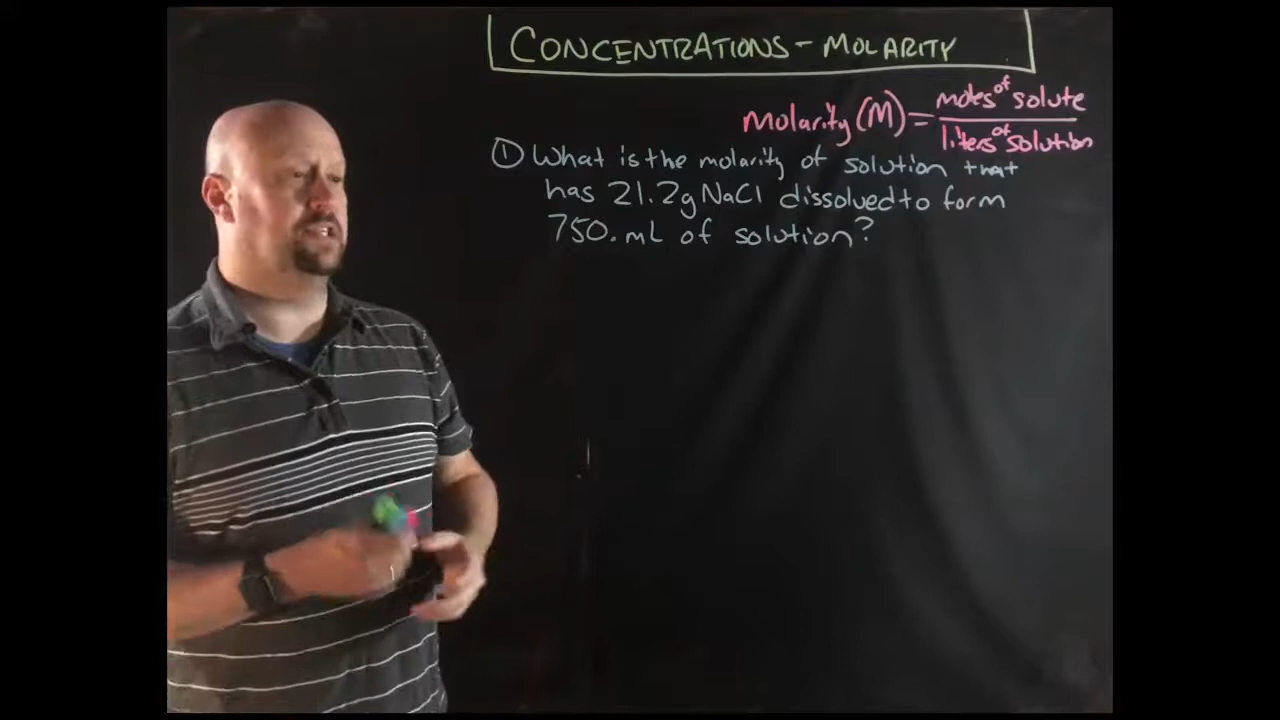 CONCENTRATIONS - MOLARITY
molarity (M) = moles of solute
liters of solution
① What is the molarity of solution that
has 21.2g NaCl dissolved to form
750. mL of solution?